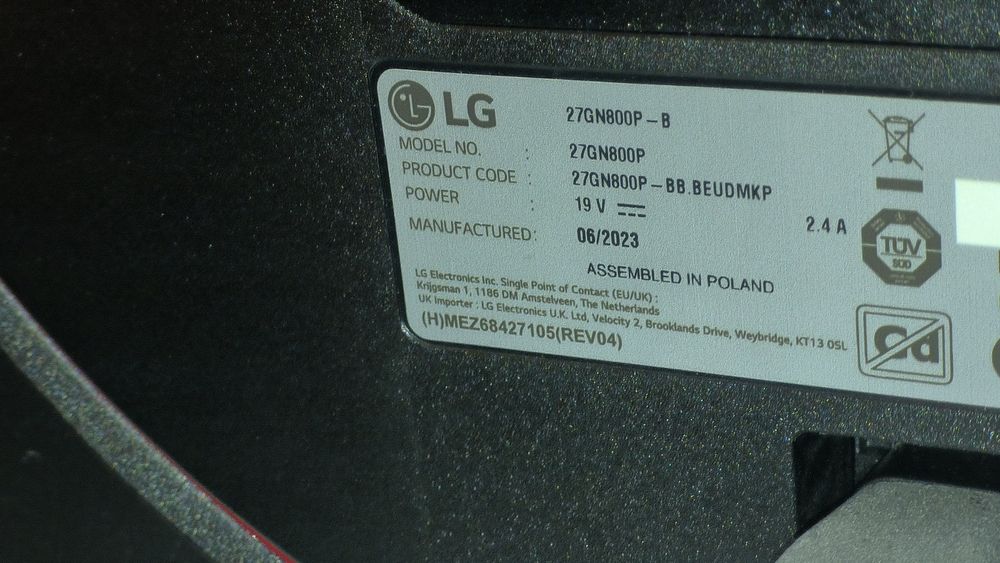 LG 27GN800P-B
MODEL NO. : 27GN800P
PRODUCT CODE : 27GN800P-BB.BEUDMKP
POWER : 19 V 2.4 A
MANUFACTURED: 06/2023
ASSEMBLED IN POLAND
LG Electronics Inc. Single Point of Contact (EU/UK) :
Krijgsman 1, 1186 DM Amstelveen, The Netherlands
UK Importer : LG Electronics U.K. Ltd, Velocity 2, Brooklands Drive, Weybridge, KT13 0SL
(H)MEZ68427105(REV04)
TÜV
SÜD
Cd